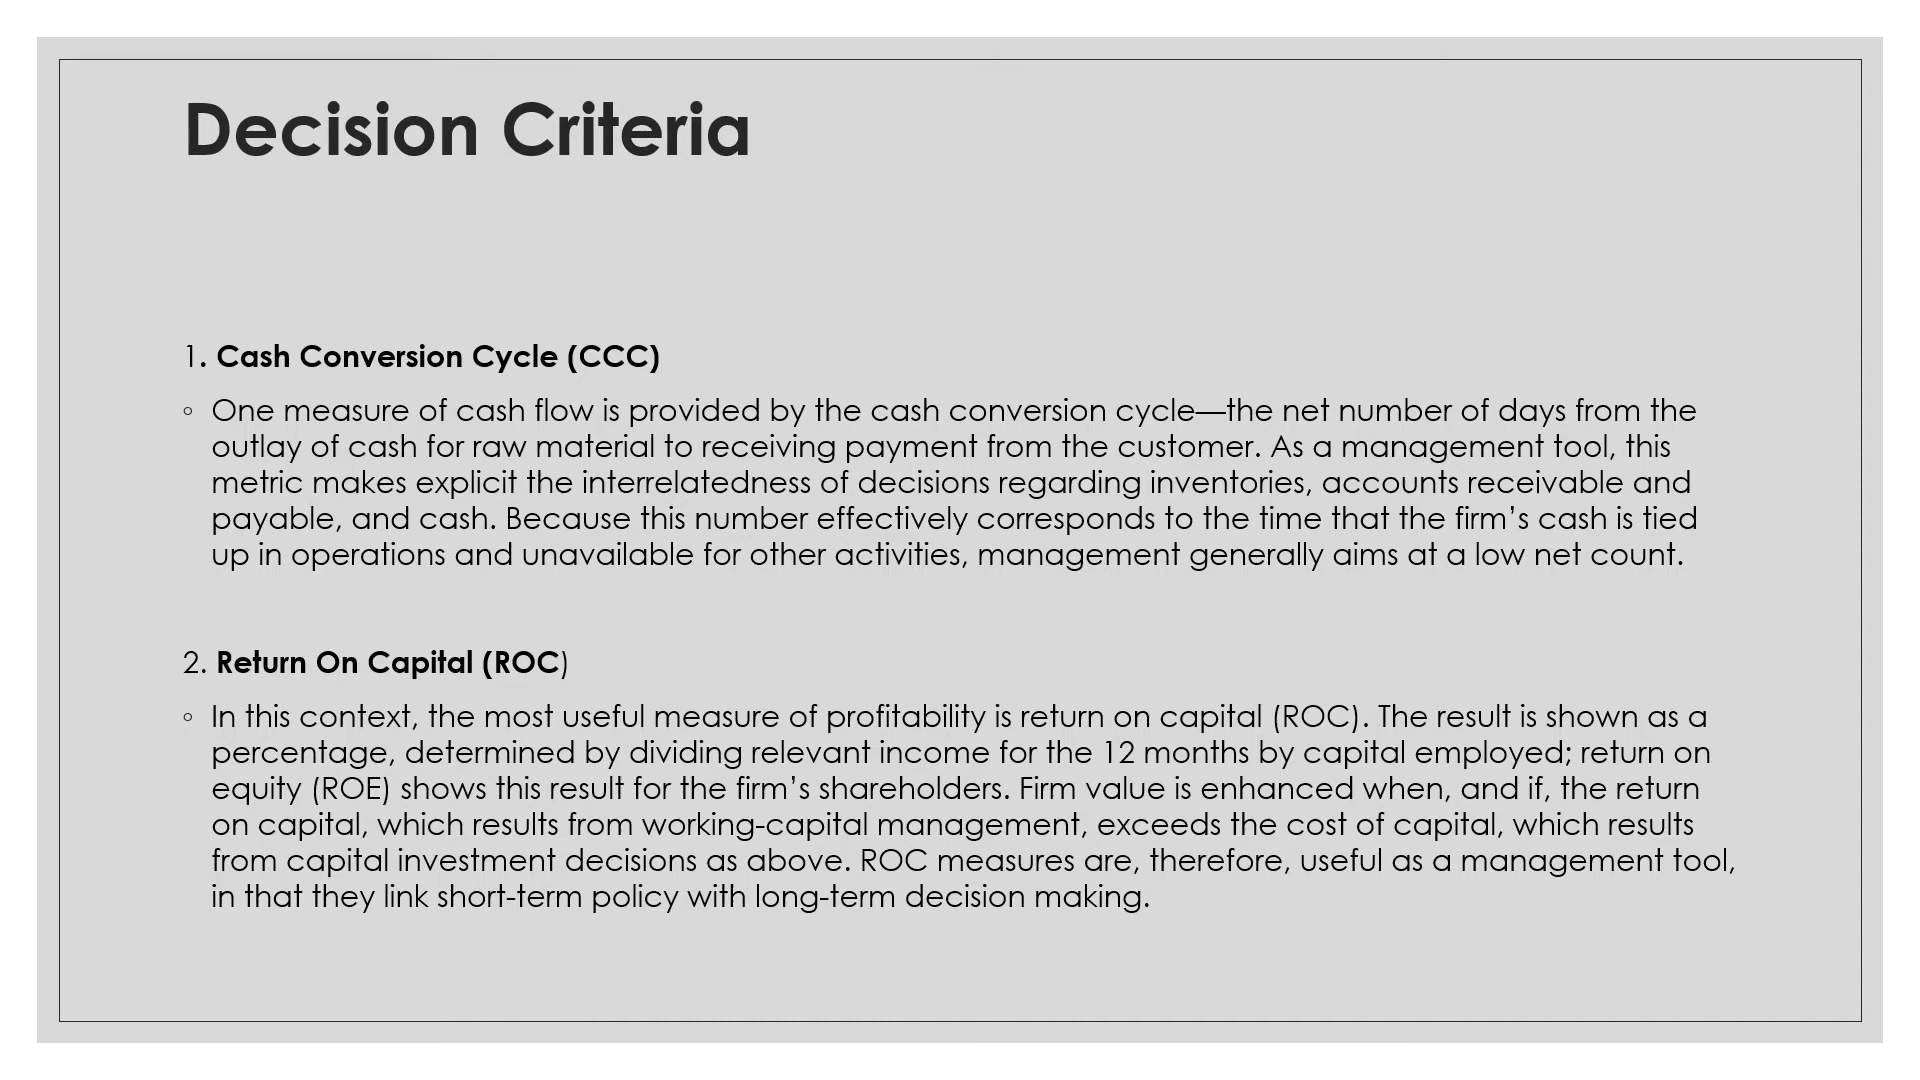 Decision Criteria
1. Cash Conversion Cycle (CCC)
◦ One measure of cash flow is provided by the cash conversion cycle—the net number of days from the
outlay of cash for raw material to receiving payment from the customer. As a management tool, this
metric makes explicit the interrelatedness of decisions regarding inventories, accounts receivable and
payable, and cash. Because this number effectively corresponds to the time that the firm’s cash is tied
up in operations and unavailable for other activities, management generally aims at a low net count.
2. Return On Capital (ROC)
◦ In this context, the most useful measure of profitability is return on capital (ROC). The result is shown as a
percentage, determined by dividing relevant income for the 12 months by capital employed; return on
equity (ROE) shows this result for the firm’s shareholders. Firm value is enhanced when, and if, the return
on capital, which results from working-capital management, exceeds the cost of capital, which results
from capital investment decisions as above. ROC measures are, therefore, useful as a management tool,
in that they link short-term policy with long-term decision making.